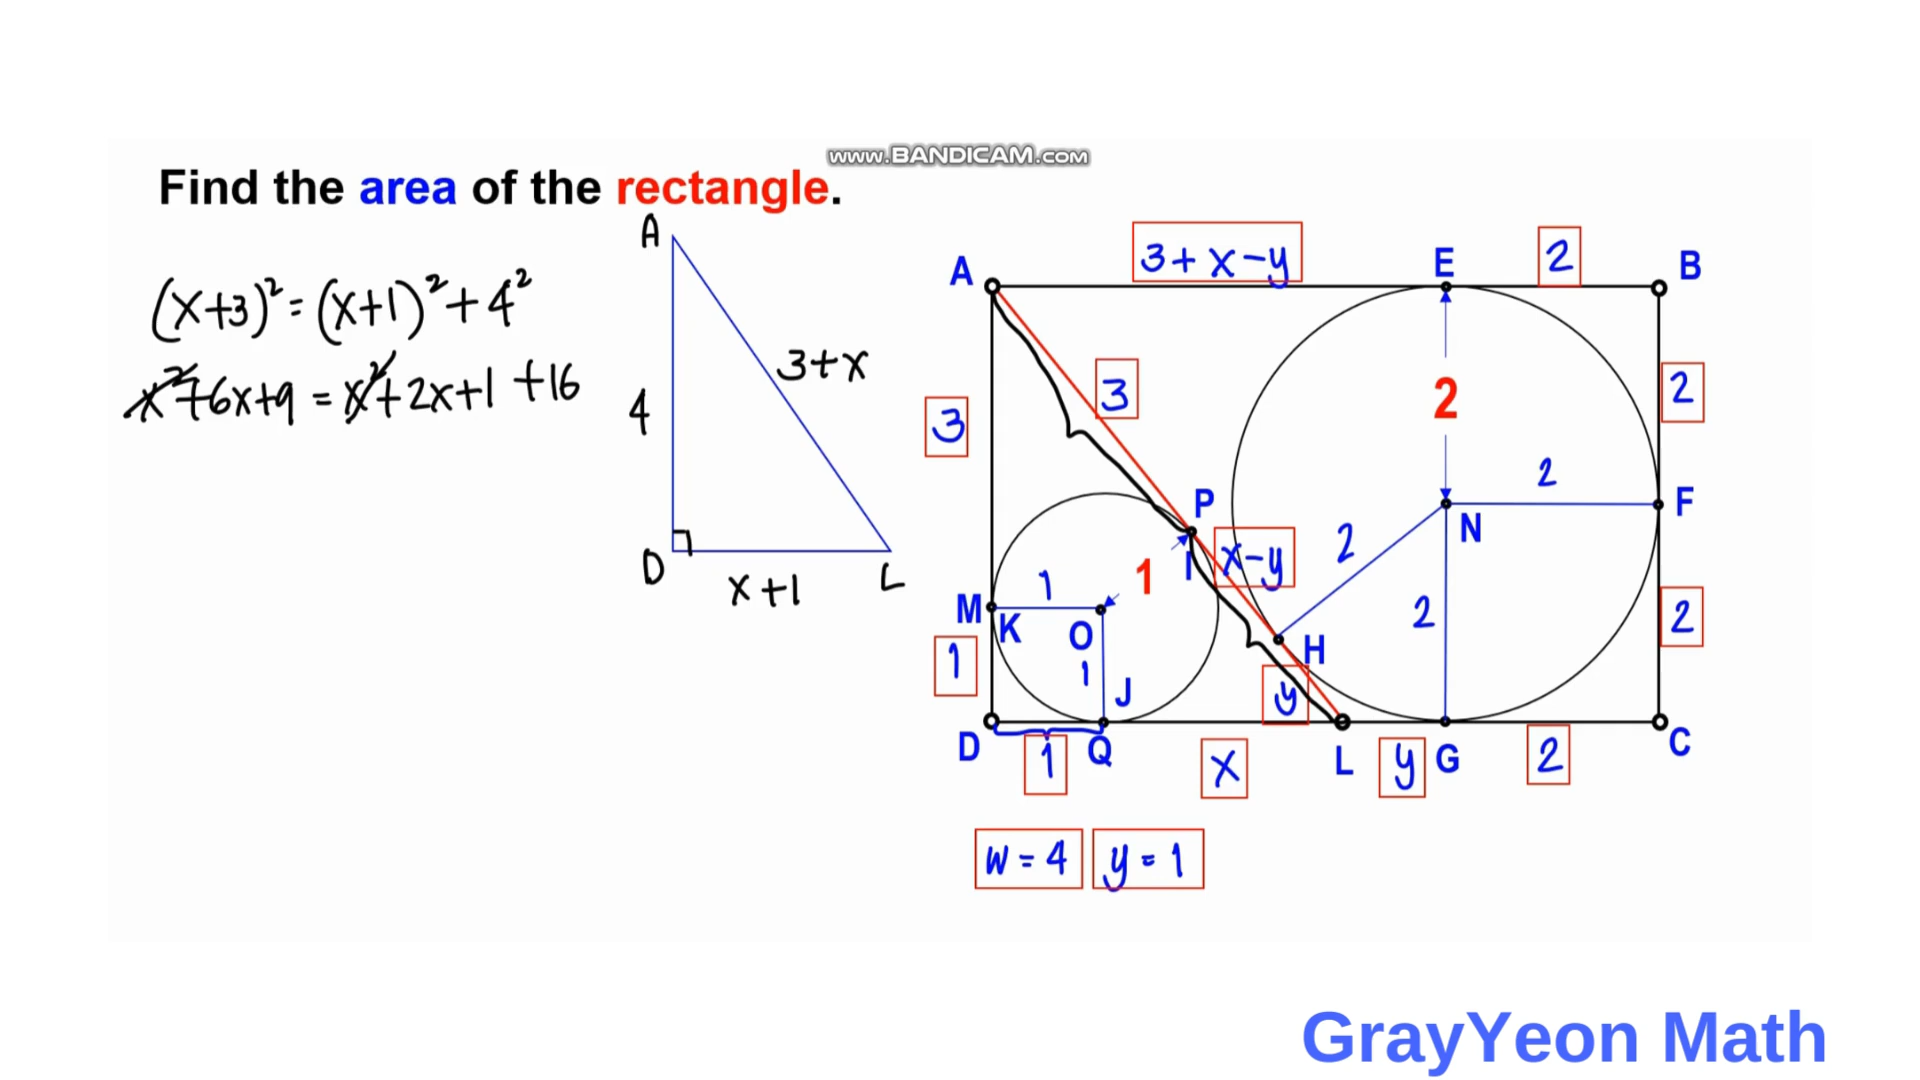 www.BANDICAM.com
Find the area of the rectangle.
(x+3)² = (x+1)² + 4²
x² + 6x + 9 = x² + 2x + 1 + 16
A
4
3+x
D
x+1
L
3+x-y
2
A
E
B
3
3
2
2
P
2
F
I
x-y
2
N
1
1
2
M
K
O
H
2
1
1
J
y
D
Q
L
G
C
1
x
y
2
w = 4
y = 1
GrayYeon Math